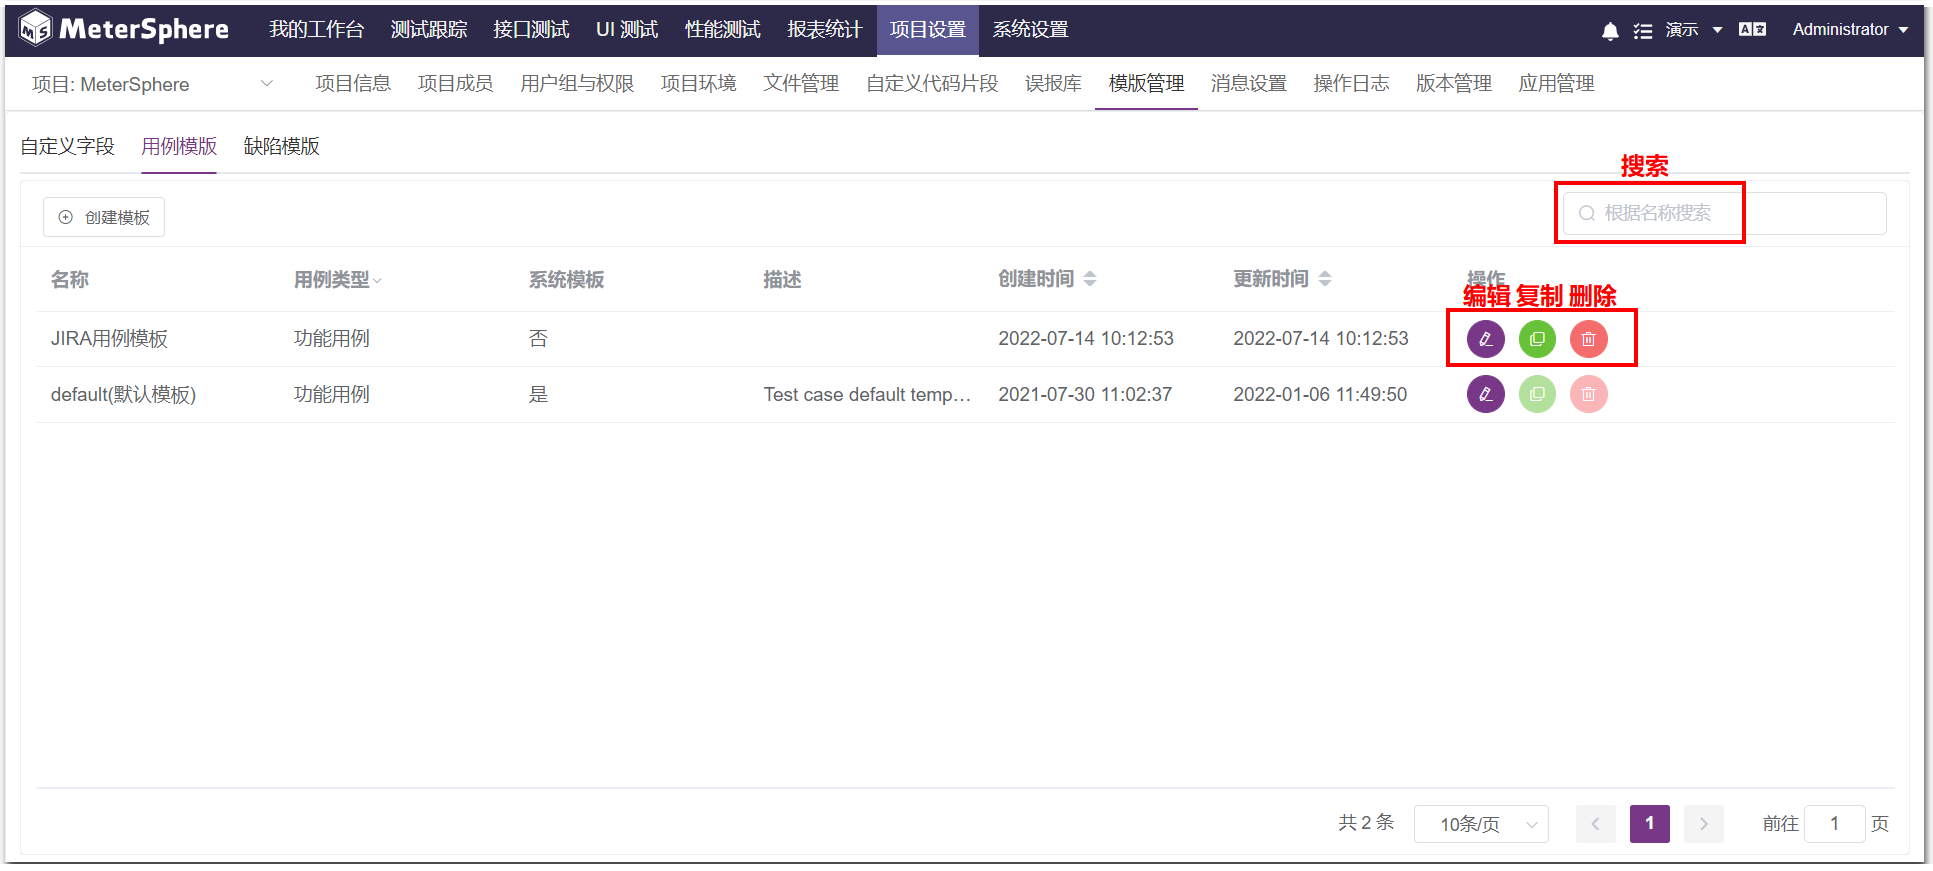 MeterSphere 我的工作台 测试跟踪 接口测试 UI 测试 性能测试 报表统计 项目设置 系统设置 演示 Administrator
项目: MeterSphere 项目信息 项目成员 用户组与权限 项目环境 文件管理 自定义代码片段 误报库 模版管理 消息设置 操作日志 版本管理 应用管理
自定义字段 用例模版 缺陷模版
搜索
创建模板 根据名称搜索
名称 用例类型 系统模板 描述 创建时间 更新时间 操作
编辑 复制 删除
JIRA用例模板 功能用例 否 2022-07-14 10:12:53 2022-07-14 10:12:53
default(默认模板) 功能用例 是 Test case default temp... 2021-07-30 11:02:37 2022-01-06 11:49:50
共 2 条 10条/页 1 前往 1 页